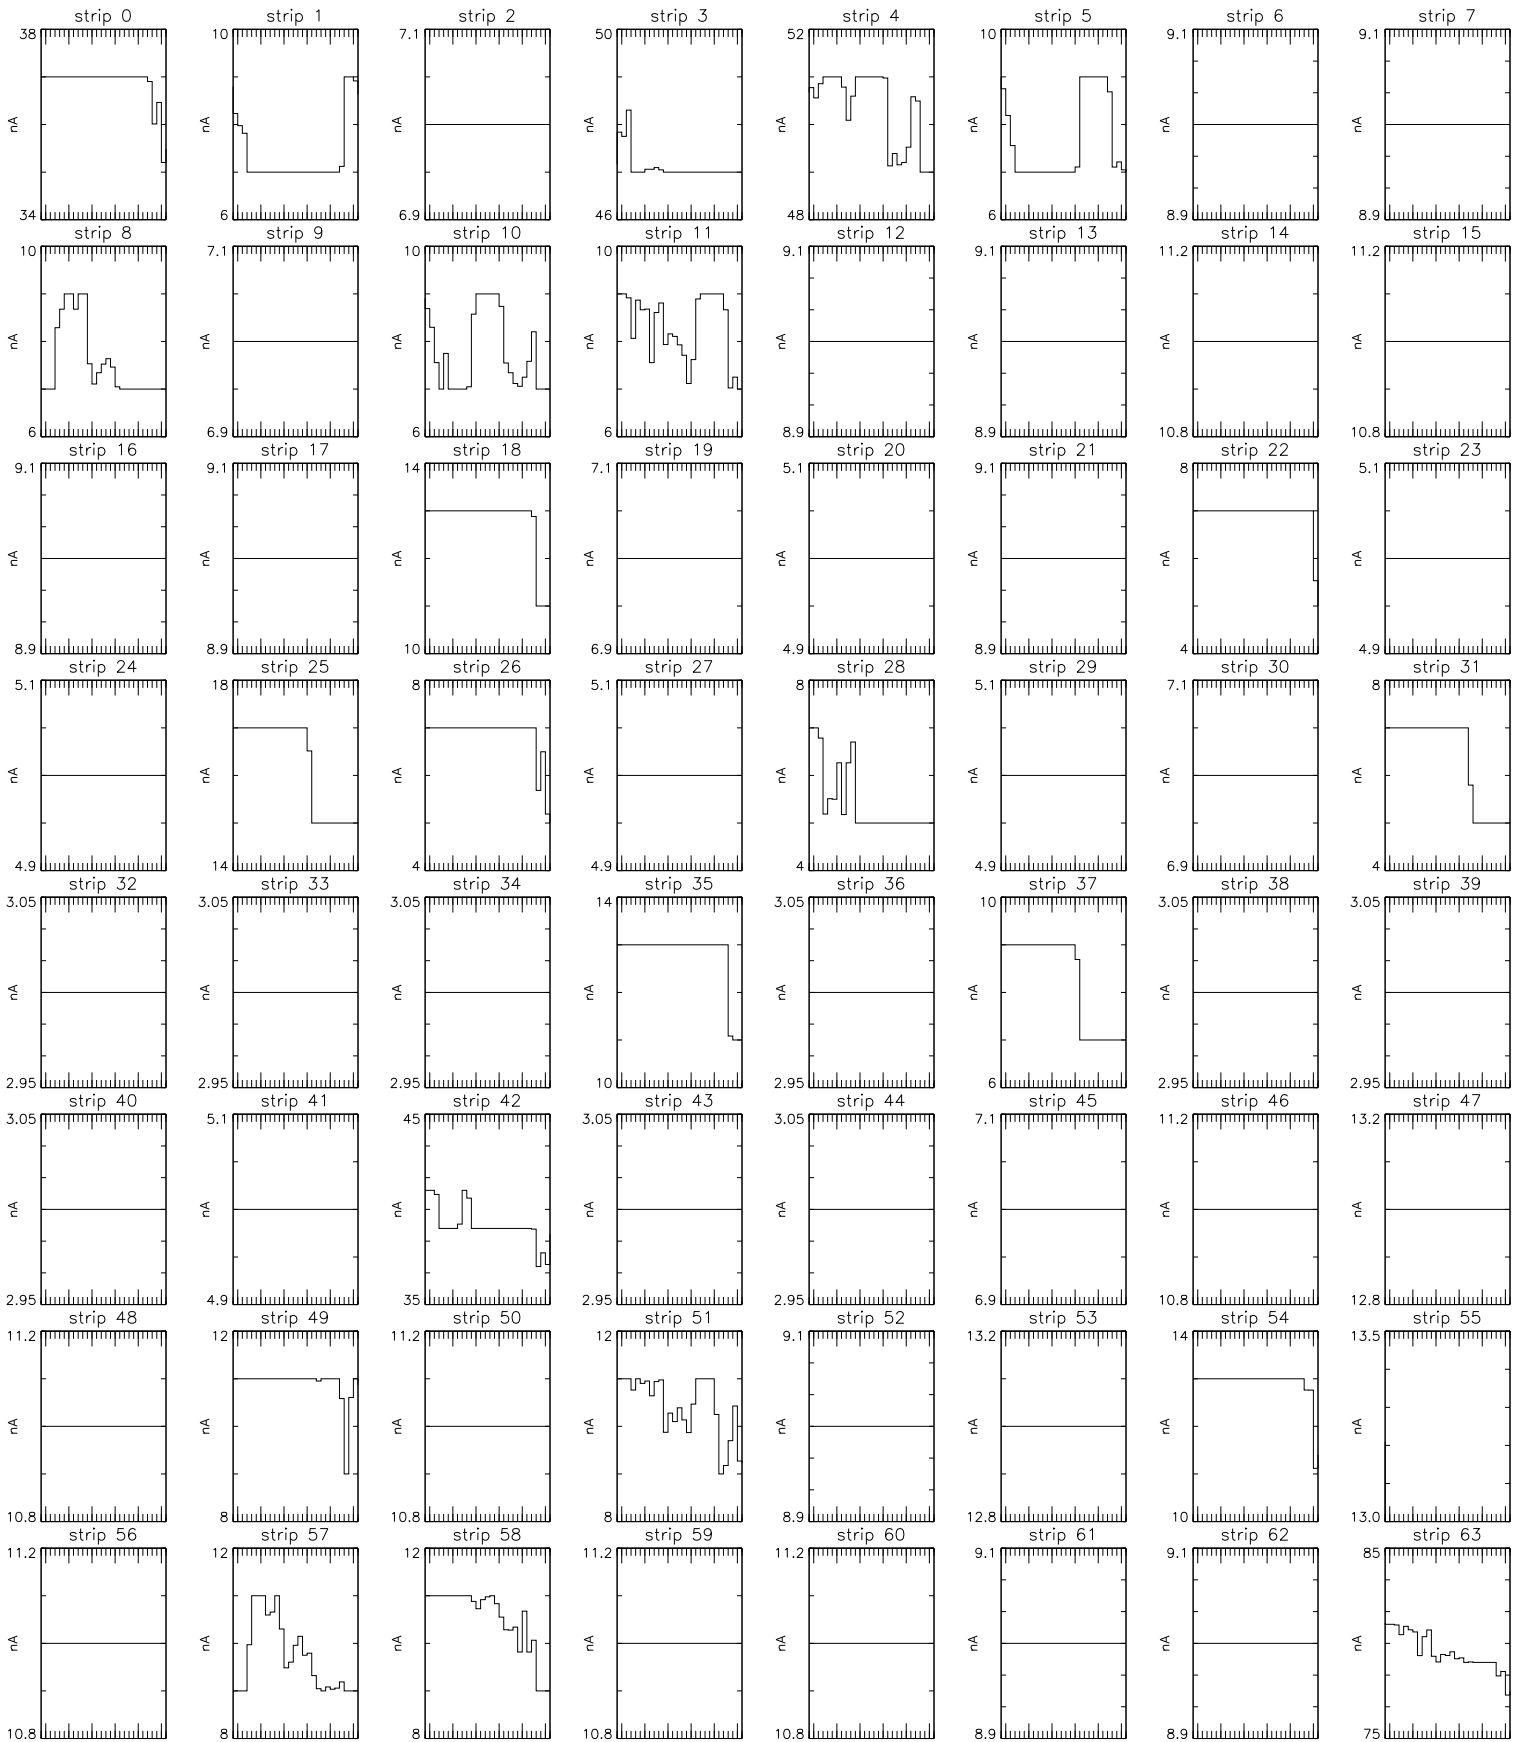 strip 0 strip 1 strip 2 strip 3 strip 4 strip 5 strip 6 strip 7
38 10 7.1 50 52 10 9.1 9.1
nA nA nA nA nA nA nA nA
34 6 6.9 46 48 6 8.9 8.9
strip 8 strip 9 strip 10 strip 11 strip 12 strip 13 strip 14 strip 15
10 7.1 10 10 9.1 9.1 11.2 11.2
nA nA nA nA nA nA nA nA
6 6.9 6 6 8.9 8.9 10.8 10.8
strip 16 strip 17 strip 18 strip 19 strip 20 strip 21 strip 22 strip 23
9.1 9.1 14 7.1 5.1 9.1 8 5.1
nA nA nA nA nA nA nA nA
8.9 8.9 10 6.9 4.9 8.9 4 4.9
strip 24 strip 25 strip 26 strip 27 strip 28 strip 29 strip 30 strip 31
5.1 18 8 5.1 8 5.1 7.1 8
nA nA nA nA nA nA nA nA
4.9 14 4 4.9 4 4.9 6.9 4
strip 32 strip 33 strip 34 strip 35 strip 36 strip 37 strip 38 strip 39
3.05 3.05 3.05 14 3.05 10 3.05 3.05
nA nA nA nA nA nA nA nA
2.95 2.95 2.95 10 2.95 6 2.95 2.95
strip 40 strip 41 strip 42 strip 43 strip 44 strip 45 strip 46 strip 47
3.05 5.1 45 3.05 3.05 7.1 11.2 13.2
nA nA nA nA nA nA nA nA
2.95 4.9 35 2.95 2.95 6.9 10.8 12.8
strip 48 strip 49 strip 50 strip 51 strip 52 strip 53 strip 54 strip 55
11.2 12 11.2 12 9.1 13.2 14 13.5
nA nA nA nA nA nA nA nA
10.8 8 10.8 8 8.9 12.8 10 13.0
strip 56 strip 57 strip 58 strip 59 strip 60 strip 61 strip 62 strip 63
11.2 12 12 11.2 11.2 9.1 9.1 85
nA nA nA nA nA nA nA nA
10.8 8 8 10.8 10.8 8.9 8.9 75